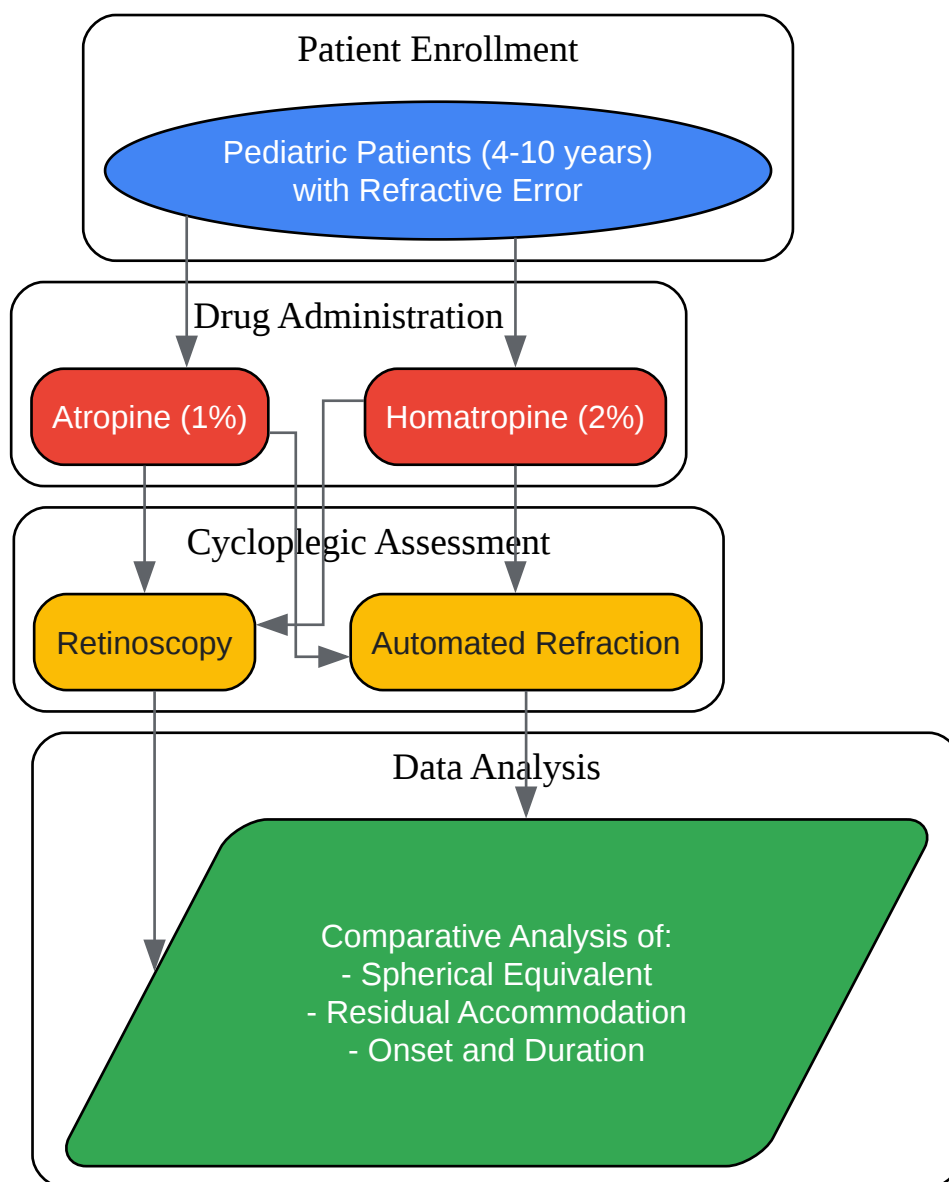 Patient Enrollment
Pediatric Patients (4-10 years)
with Refractive Error
Drug Administration
Atropine (1%)
Homatropine (2%)
Cycloplegic Assessment
Retinoscopy
Automated Refraction
Data Analysis
Comparative Analysis of:
- Spherical Equivalent
- Residual Accommodation
- Onset and Duration